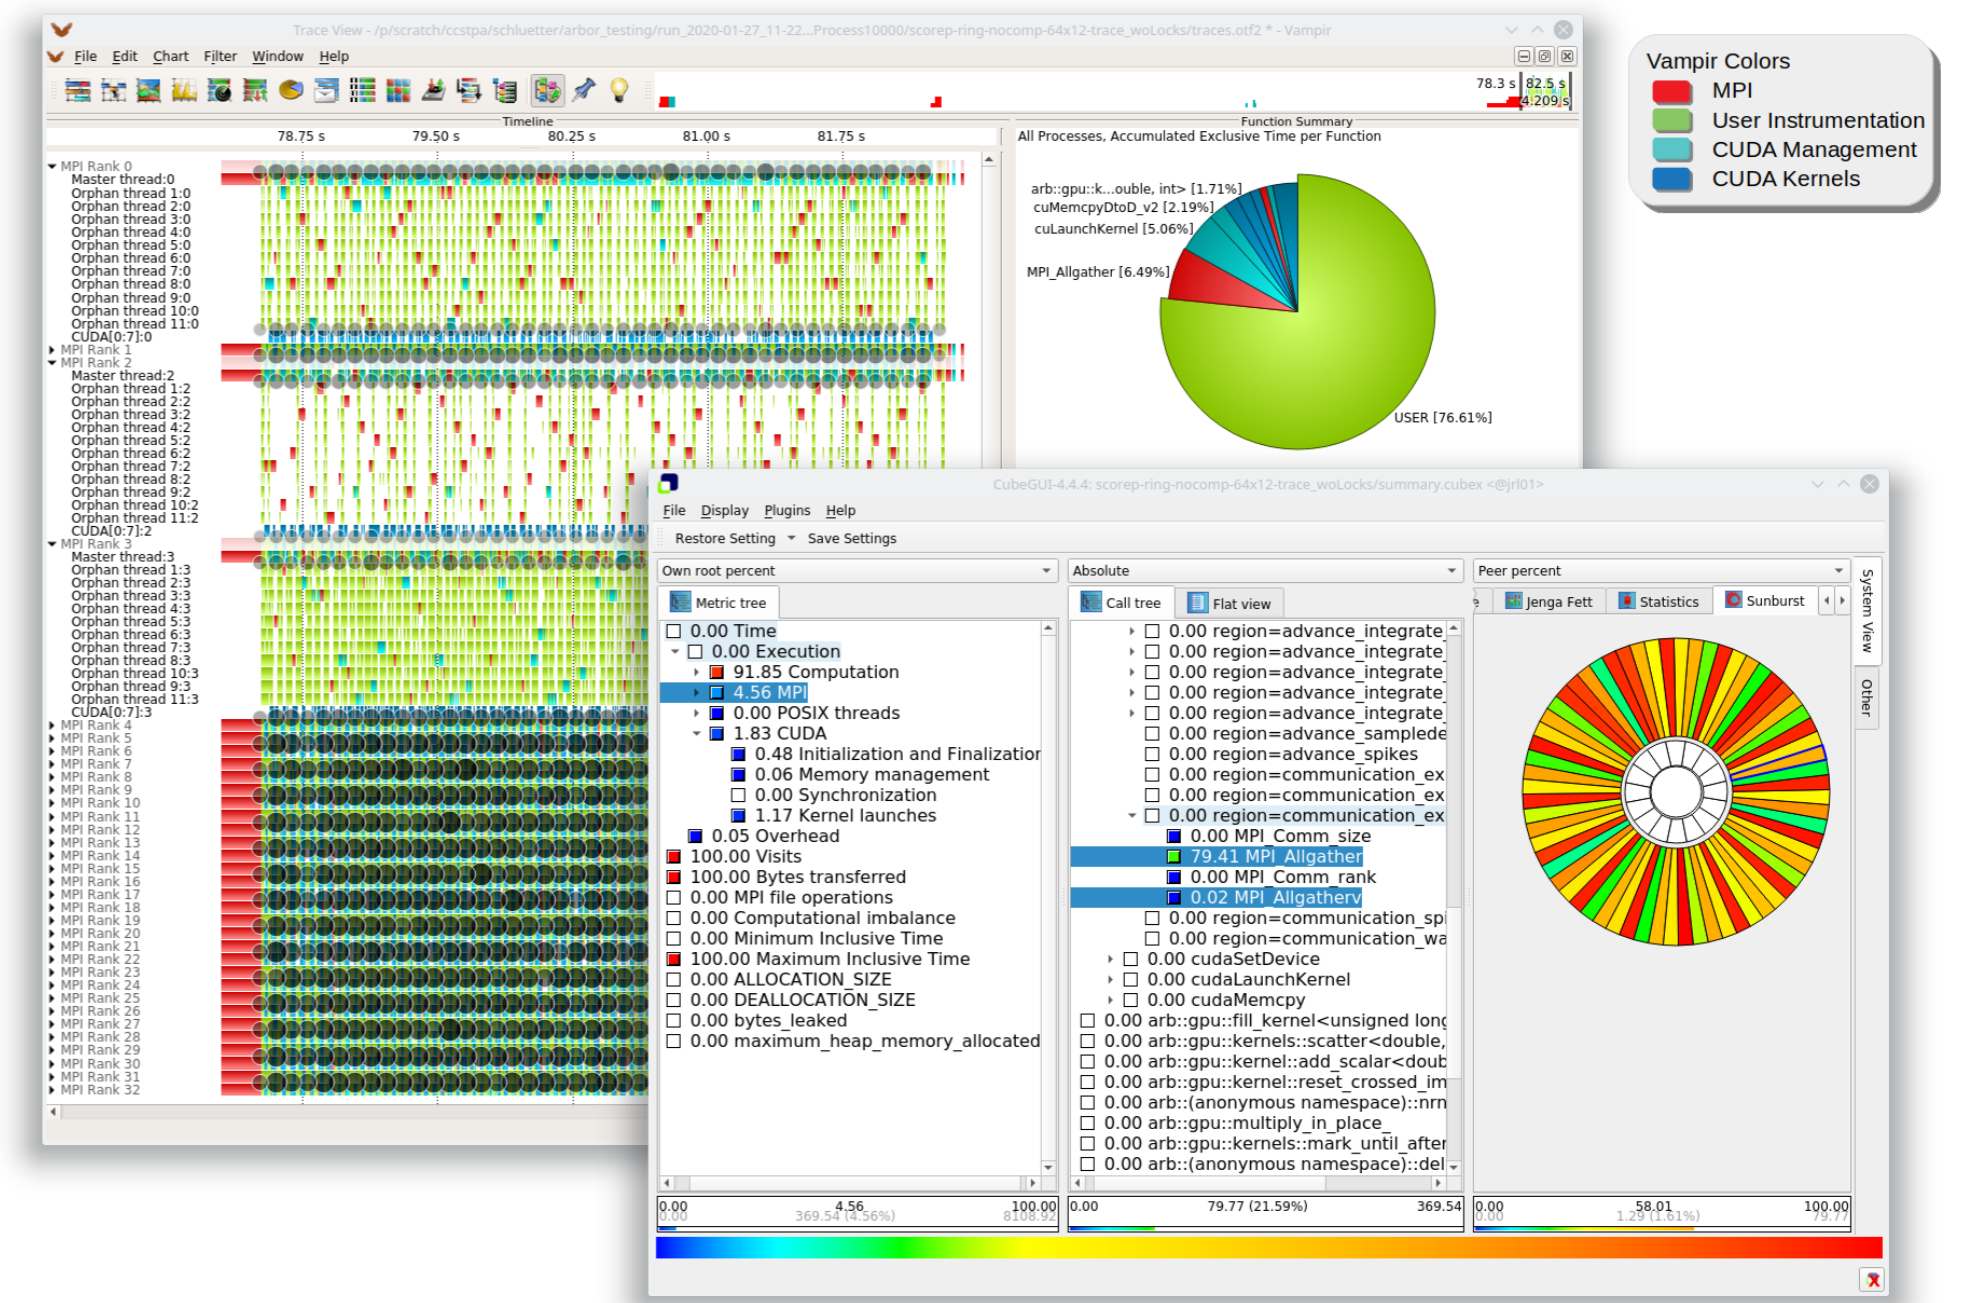 Trace View - /p/scratch/ccstpa/schluetter/arbor_testing/run_2020-01-27_11-22...Process10000/scorep-ring-nocomp-64x12-trace_woLocks/traces.otf2 * - Vampir
File Edit Chart Filter Window Help
78.3 s 82.5 s
4.209 s
Timeline
78.75 s 79.50 s 80.25 s 81.00 s 81.75 s
MPI Rank 0
Master thread:0
Orphan thread 1:0
Orphan thread 2:0
Orphan thread 3:0
Orphan thread 4:0
Orphan thread 5:0
Orphan thread 6:0
Orphan thread 7:0
Orphan thread 8:0
Orphan thread 9:0
Orphan thread 10:0
Orphan thread 11:0
CUDA[0:7]:0
MPI Rank 1
MPI Rank 2
Master thread:2
Orphan thread 1:2
Orphan thread 2:2
Orphan thread 3:2
Orphan thread 4:2
Orphan thread 5:2
Orphan thread 6:2
Orphan thread 7:2
Orphan thread 8:2
Orphan thread 9:2
Orphan thread 10:2
Orphan thread 11:2
CUDA[0:7]:2
MPI Rank 3
Master thread:3
Orphan thread 1:3
Orphan thread 2:3
Orphan thread 3:3
Orphan thread 4:3
Orphan thread 5:3
Orphan thread 6:3
Orphan thread 7:3
Orphan thread 8:3
Orphan thread 10:3
Orphan thread 9:3
Orphan thread 11:3
CUDA[0:7]:3
MPI Rank 4
MPI Rank 5
MPI Rank 6
MPI Rank 7
MPI Rank 8
MPI Rank 9
MPI Rank 10
MPI Rank 11
MPI Rank 12
MPI Rank 13
MPI Rank 14
MPI Rank 15
MPI Rank 16
MPI Rank 17
MPI Rank 18
MPI Rank 19
MPI Rank 20
MPI Rank 21
MPI Rank 22
MPI Rank 23
MPI Rank 24
MPI Rank 25
MPI Rank 26
MPI Rank 27
MPI Rank 28
MPI Rank 29
MPI Rank 30
MPI Rank 31
MPI Rank 32
Function Summary
All Processes, Accumulated Exclusive Time per Function
arb::gpu::k...ouble, int> [1.71%]
cuMemcpyDtoD_v2 [2.19%]
cuLaunchKernel [5.06%]
MPI_Allgather [6.49%]
USER [76.61%]
Vampir Colors
MPI
User Instrumentation
CUDA Management
CUDA Kernels
CubeGUI-4.4.4: scorep-ring-nocomp-64x12-trace_woLocks/summary.cubex <@jrl01>
File Display Plugins Help
Restore Setting Save Settings
Own root percent
Metric tree
0.00 Time
0.00 Execution
91.85 Computation
4.56 MPI
0.00 POSIX threads
1.83 CUDA
0.48 Initialization and Finalization
0.06 Memory management
0.00 Synchronization
1.17 Kernel launches
0.05 Overhead
100.00 Visits
100.00 Bytes transferred
0.00 MPI file operations
0.00 Computational imbalance
0.00 Minimum Inclusive Time
100.00 Maximum Inclusive Time
0.00 ALLOCATION_SIZE
0.00 DEALLOCATION_SIZE
0.00 bytes_leaked
0.00 maximum_heap_memory_allocated
0.00 4.56 100.00
0.00 369.54 (4.56%) 8108.92
Absolute
Call tree Flat view
0.00 region=advance_integrate_
0.00 region=advance_integrate_
0.00 region=advance_integrate_
0.00 region=advance_integrate_
0.00 region=advance_integrate_
0.00 region=advance_samplede
0.00 region=advance_spikes
0.00 region=communication_ex
0.00 region=communication_ex
0.00 region=communication_ex
0.00 MPI_Comm_size
79.41 MPI_Allgather
0.00 MPI_Comm_rank
0.02 MPI_Allgatherv
0.00 region=communication_spi
0.00 region=communication_wa
0.00 cudaSetDevice
0.00 cudaLaunchKernel
0.00 cudaMemcpy
0.00 arb::gpu::fill_kernel<unsigned long
0.00 arb::gpu::kernels::scatter<double,
0.00 arb::gpu::kernel::add_scalar<doub
0.00 arb::gpu::kernel::reset_crossed_im
0.00 arb::(anonymous namespace)::nrn
0.00 arb::gpu::multiply_in_place_
0.00 arb::gpu::kernels::mark_until_after
0.00 arb::(anonymous namespace)::del
0.00 79.77 (21.59%) 369.54
Peer percent
e Jenga Fett Statistics Sunburst
System View
Other
0.00 58.01 100.00
0.00 1.29 (1.61%) 79.77